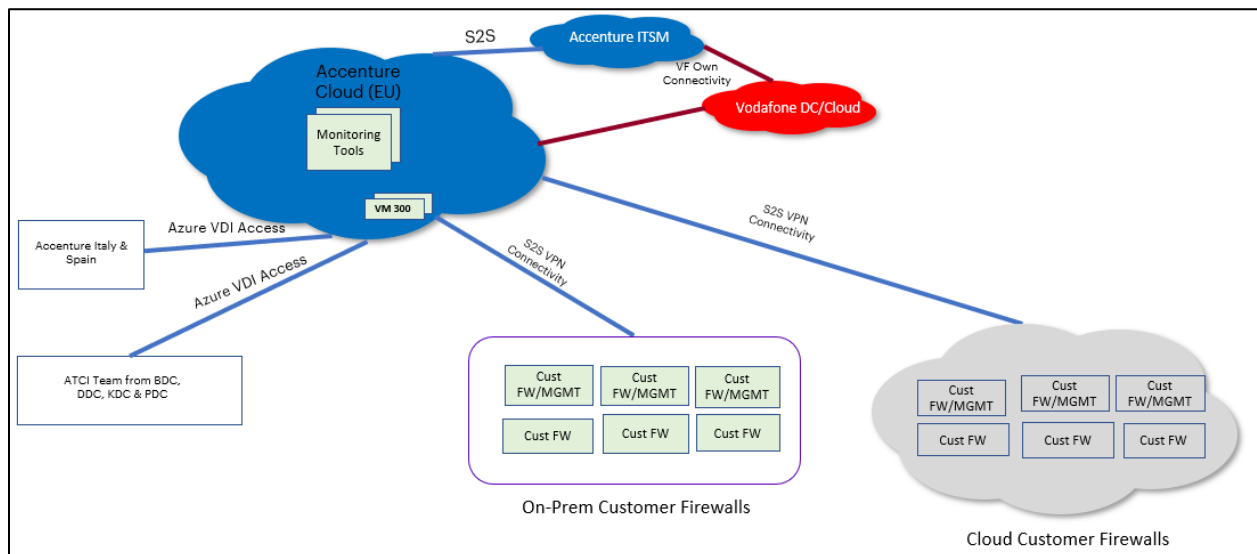 S2S
Accenture ITSM
VF Own
Connectivity
Vodafone DC/Cloud
Accenture
Cloud (EU)
Monitoring
Tools
VM 300
Azure VDI Access
Accenture Italy &
Spain
Azure VDI Access
ATCI Team from BDC,
DDC, KDC & PDC
S2S VPN
Connectivity
S2S VPN
Connectivity
Cust
FW/MGMT
Cust
FW/MGMT
Cust
FW/MGMT
Cust FW
Cust FW
Cust FW
On-Prem Customer Firewalls
Cust
FW/MGMT
Cust
FW/MGMT
Cust
FW/MGMT
Cust FW
Cust FW
Cust FW
Cloud Customer Firewalls